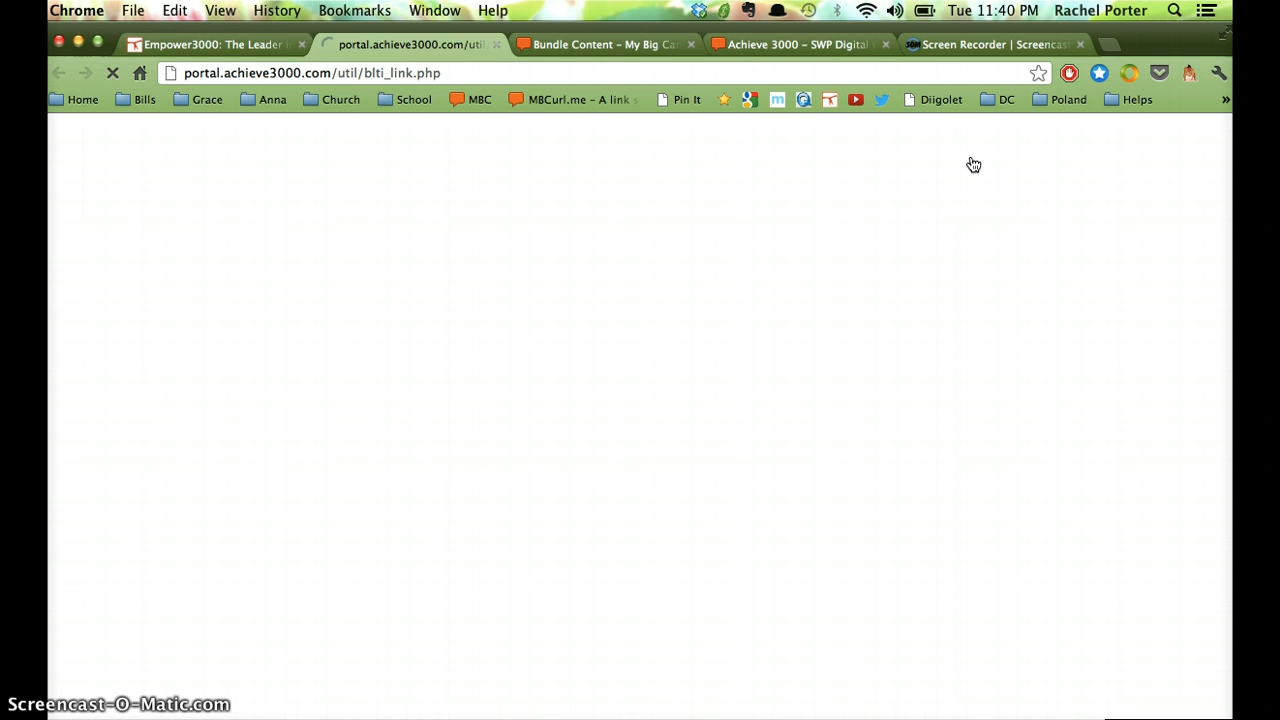 Chrome File Edit View History Bookmarks Window Help Tue 11:40 PM Rachel Porter
Empower3000: The Leader in portal.achieve3000.com/util Bundle Content – My Big Ca Achieve 3000 – SWP Digital Screen Recorder | Screencast
portal.achieve3000.com/util/blti_link.php
Home Bills Grace Anna Church School MBC MBCurl.me – A link s Pin It Diigolet DC Poland Helps »
Screencast-O-Matic.com